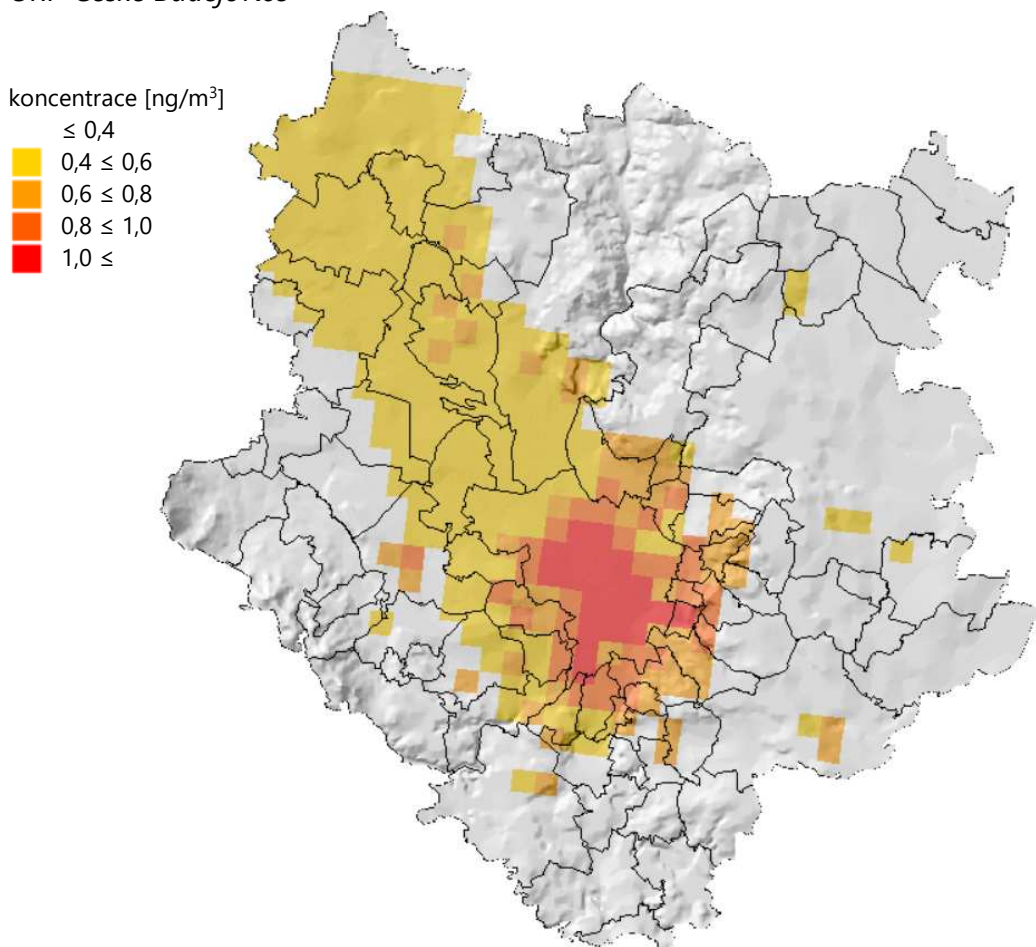 koncentrace [ng/m³]
≤ 0,4
0,4 ≤ 0,6
0,6 ≤ 0,8
0,8 ≤ 1,0
1,0 ≤